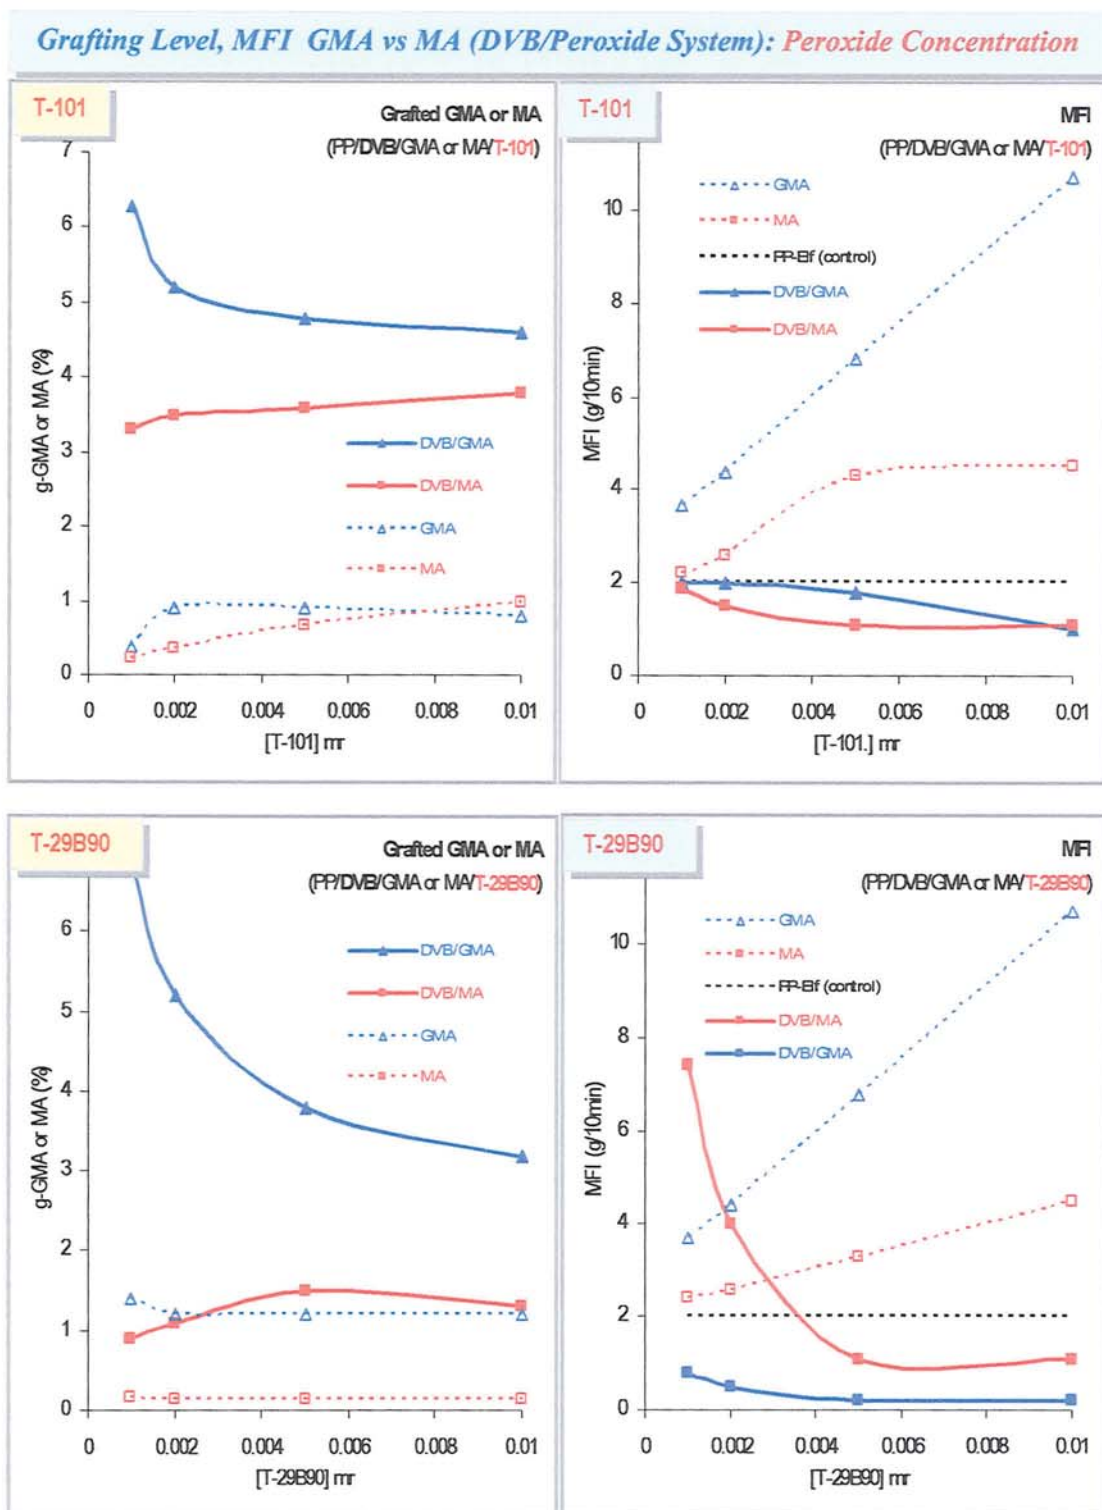 Grafting Level, MFI GMA vs MA (DVB/Peroxide System): Peroxide Concentration
T-101
Grafted GMA or MA
(PP/DVB/GMA or MA/T-101)
7
6
5
4
3
2
1
0
g-GMA or MA (%)
DVB/GMA
DVB/MA
GMA
MA
0 0.002 0.004 0.006 0.008 0.01
[T-101] mr
T-101
MFI
(PP/DVB/GMA or MA/T-101)
10
8
6
4
2
0
MFI (g/10min)
GMA
MA
PP-Elf (control)
DVB/GMA
DVB/MA
0 0.002 0.004 0.006 0.008 0.01
[T-101.] mr
T-29B90
Grafted GMA or MA
(PP/DVB/GMA or MA/T-29B90)
6
5
4
3
2
1
0
g-GMA or MA (%)
DVB/GMA
DVB/MA
GMA
MA
0 0.002 0.004 0.006 0.008 0.01
[T-29B90] mr
T-29B90
MFI
(PP/DVB/GMA or MA/T-29B90)
10
8
6
4
2
0
MFI (g/10min)
GMA
MA
PP-Elf (control)
DVB/MA
DVB/GMA
0 0.002 0.004 0.006 0.008 0.01
[T-29B90] mr